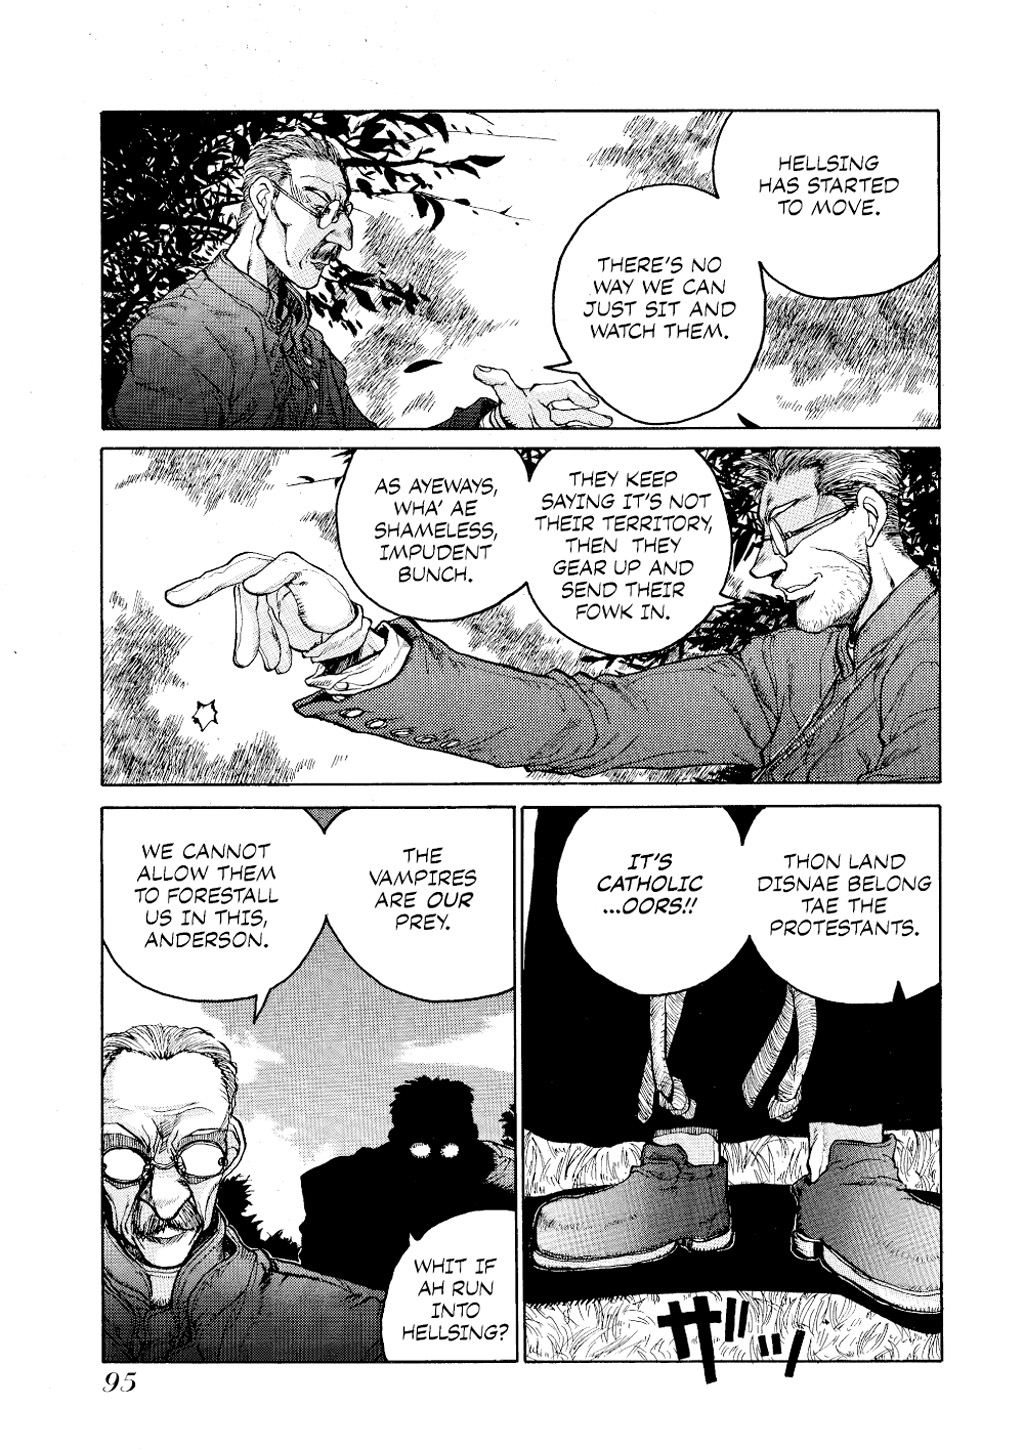 HELLSING
HAS STARTED
TO MOVE.
THERE'S NO
WAY WE CAN
JUST SIT AND
WATCH THEM.
THEY KEEP
SAYING IT'S NOT
THEIR TERRITORY,
THEN THEY
GEAR UP AND
SEND THEIR
FOWK IN.
AS AYEWAYS,
WHA' AE
SHAMELESS,
IMPUDENT
BUNCH.
THON LAND
DISNAE BELONG
TAE THE
PROTESTANTS.
IT'S
CATHOLIC
...OORS!!
ザッ
THE
VAMPIRES
ARE OUR
PREY.
WE CANNOT
ALLOW THEM
TO FORESTALL
US IN THIS,
ANDERSON.
WHIT IF
AH RUN
INTO
HELLSING?
95